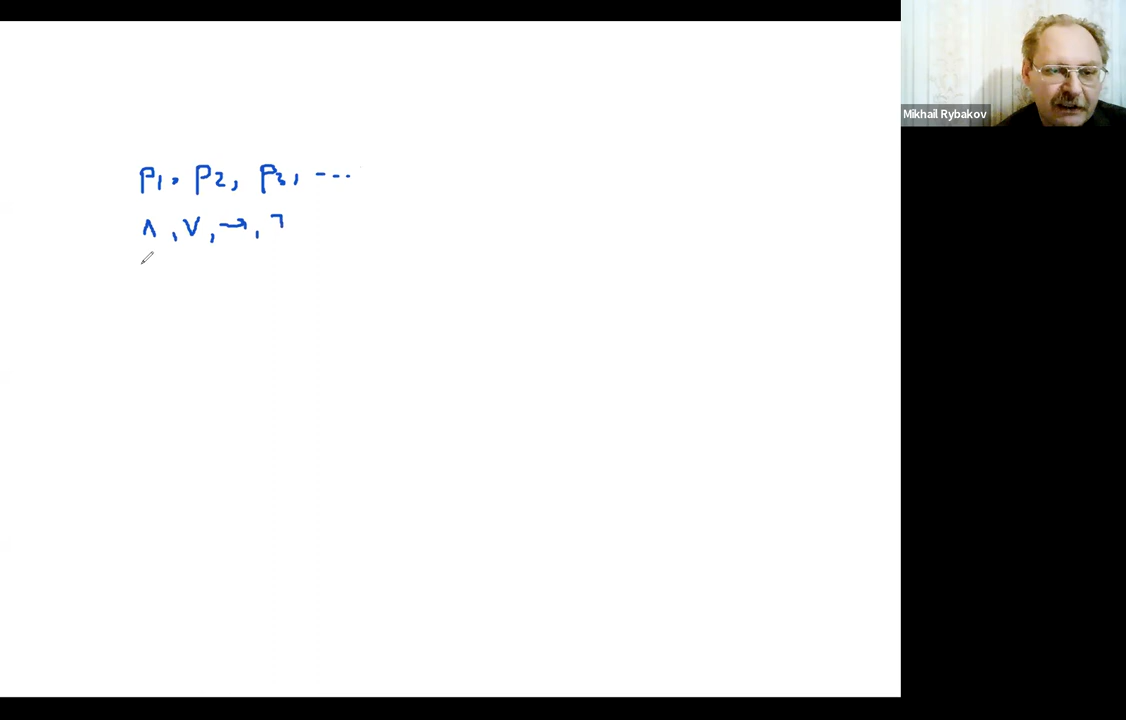 p₁, p₂, p₃, ...
∧, ∨, →, ¬
Mikhail Rybakov